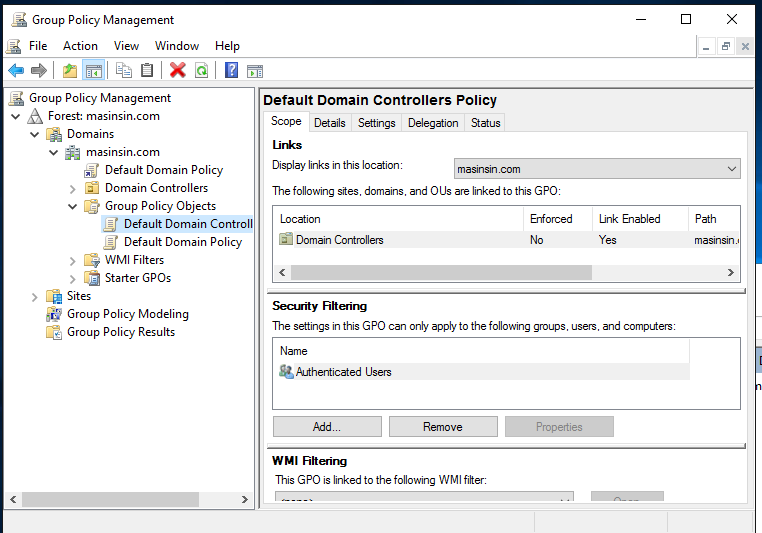 Group Policy Management
File Action View Window Help
Group Policy Management
Forest: masinsin.com
Domains
masinsin.com
Default Domain Policy
Domain Controllers
Group Policy Objects
Default Domain Controll
Default Domain Policy
WMI Filters
Starter GPOs
Sites
Group Policy Modeling
Group Policy Results
Default Domain Controllers Policy
Scope Details Settings Delegation Status
Links
Display links in this location: masinsin.com
The following sites, domains, and OUs are linked to this GPO:
Location Enforced Link Enabled Path
Domain Controllers No Yes masinsin.
Security Filtering
The settings in this GPO can only apply to the following groups, users, and computers:
Name
Authenticated Users
Add... Remove Properties
WMI Filtering
This GPO is linked to the following WMI filter: